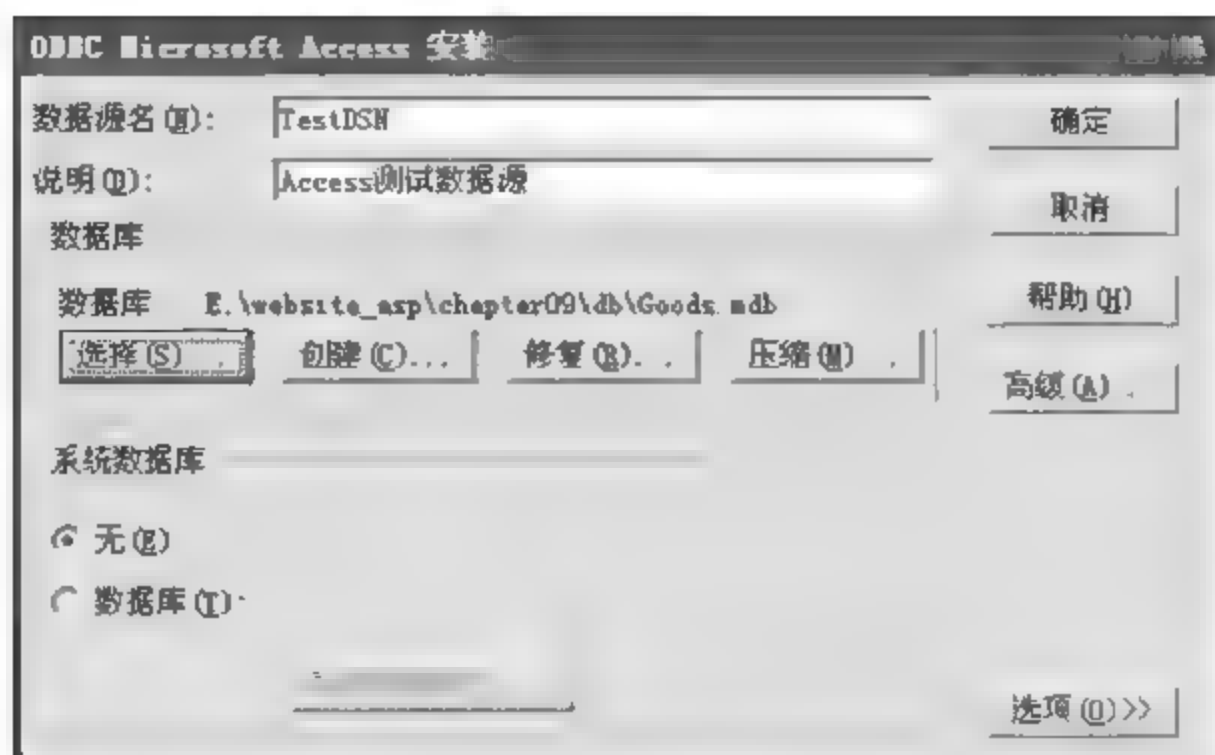 ODBC Microsoft Access 安装
数据源名(N): TestDSN 确定
说明(D): Access测试数据源 取消
数据库
数据库 E:\website_asp\chapter09\db\Goods.mdb 帮助(H)
选择(S)... 创建(C)... 修复(R)... 压缩(M)... 高级(A)...
系统数据库
无(E)
数据库(T):
选项(O)>>